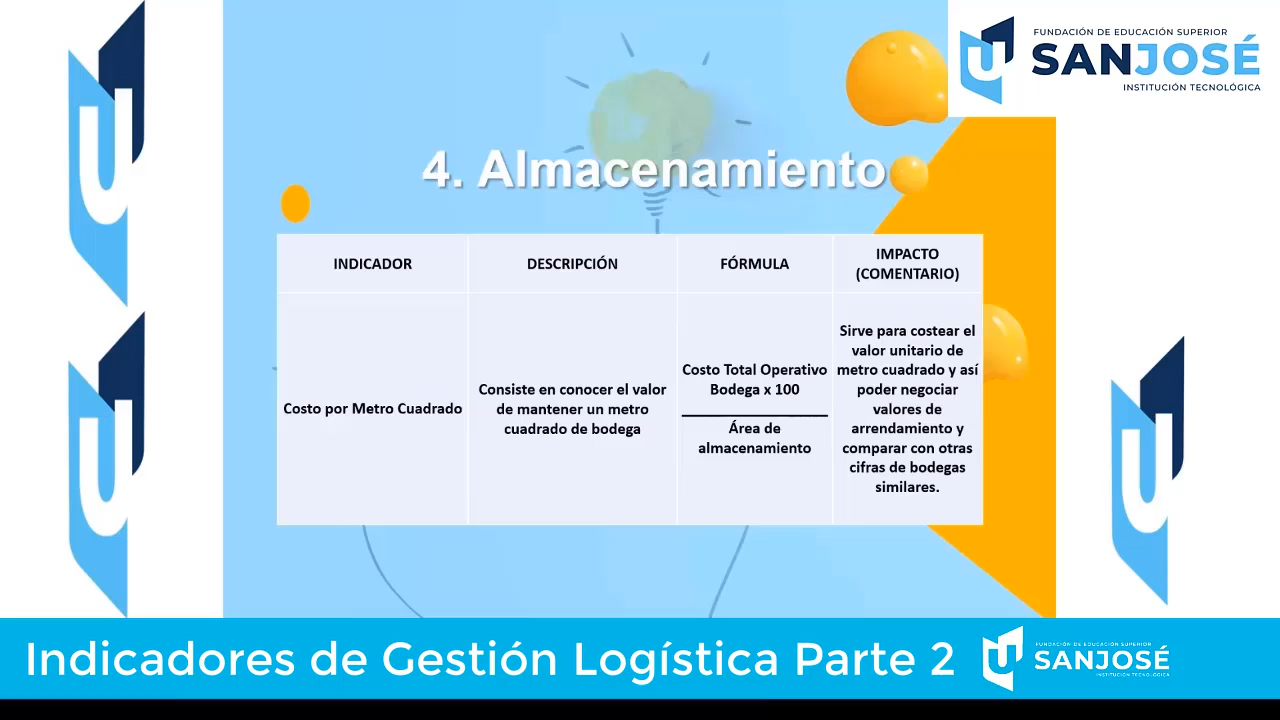 FUNDACIÓN DE EDUCACIÓN SUPERIOR
SANJOSÉ
INSTITUCIÓN TECNOLÓGICA
4. Almacenamiento
INDICADOR
DESCRIPCIÓN
FÓRMULA
IMPACTO
(COMENTARIO)
Costo por Metro Cuadrado
Consiste en conocer el valor
de mantener un metro
cuadrado de bodega
Costo Total Operativo
Bodega x 100
Área de
almacenamiento
Sirve para costear el
valor unitario de
metro cuadrado y así
poder negociar
valores de
arrendamiento y
comparar con otras
cifras de bodegas
similares.
Indicadores de Gestión Logística Parte 2
FUNDACIÓN DE EDUCACIÓN SUPERIOR
SANJOSÉ
INSTITUCIÓN TECNOLÓGICA